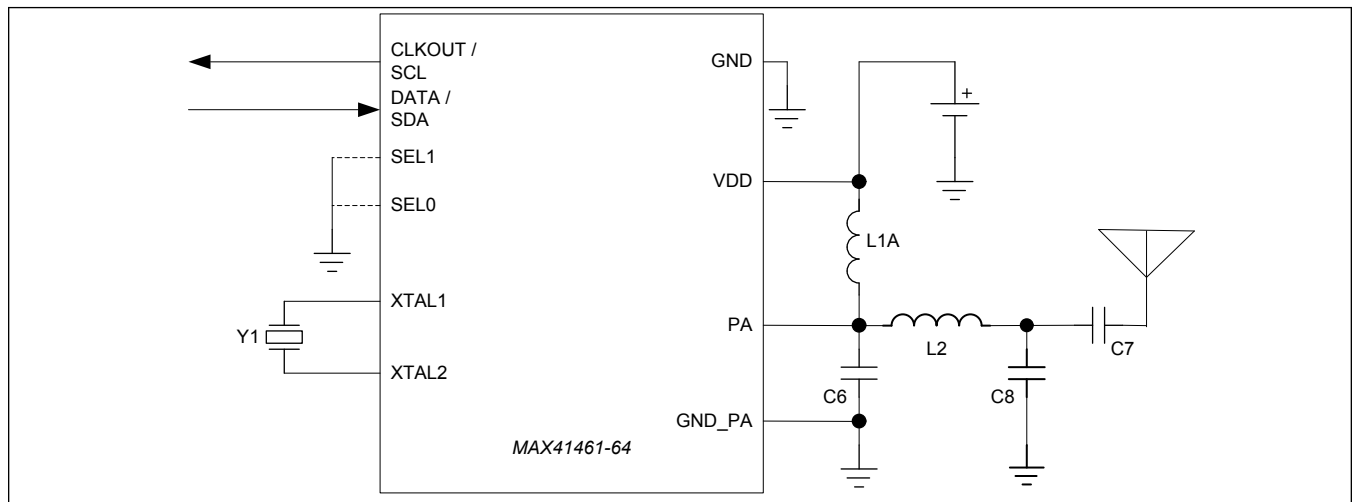 CLKOUT /
SCL
DATA /
SDA
SEL1
SEL0
XTAL1
XTAL2
Y1
GND
VDD
PA
GND_PA
MAX41461-64
+
L1A
L2
C6
C8
C7